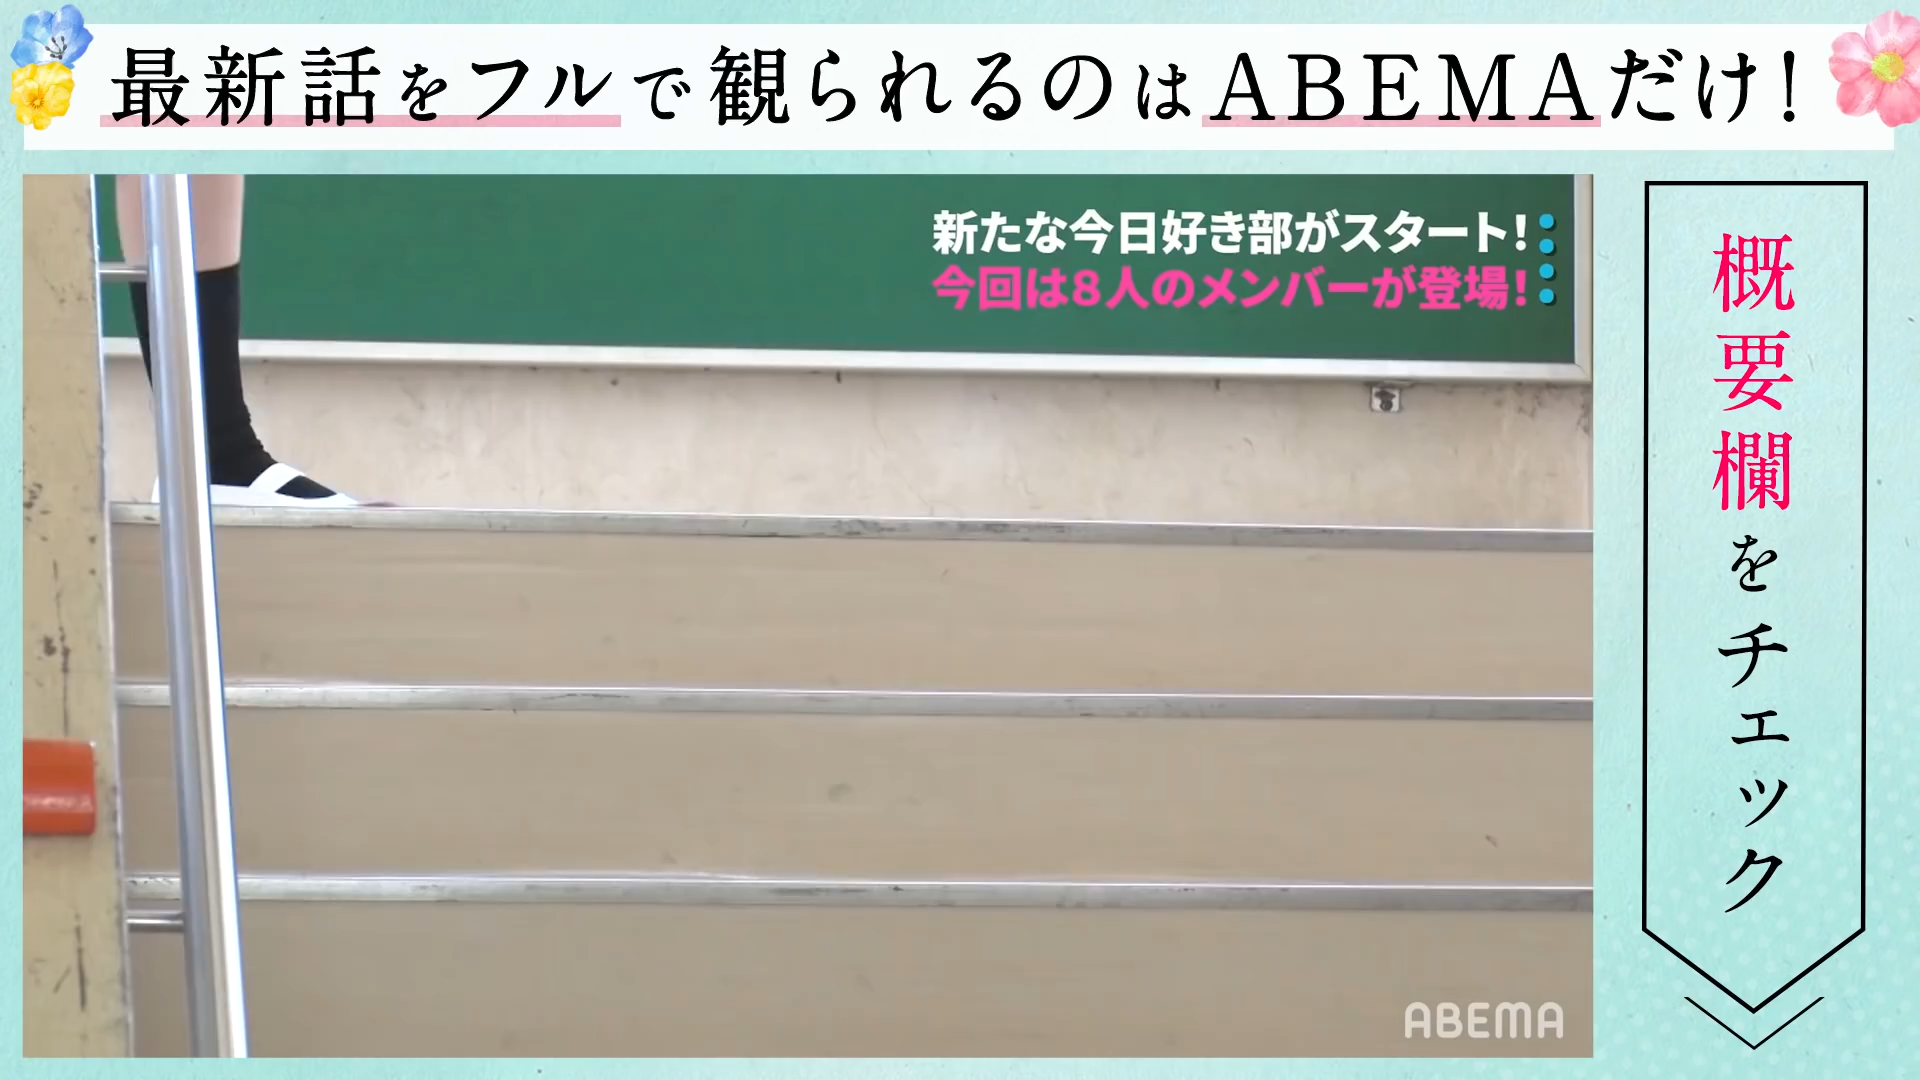 最新話をフルで観られるのはABEMAだけ!
新たな今日好き部がスタート!
今回は8人のメンバーが登場!
概要欄をチェック
ABEMA